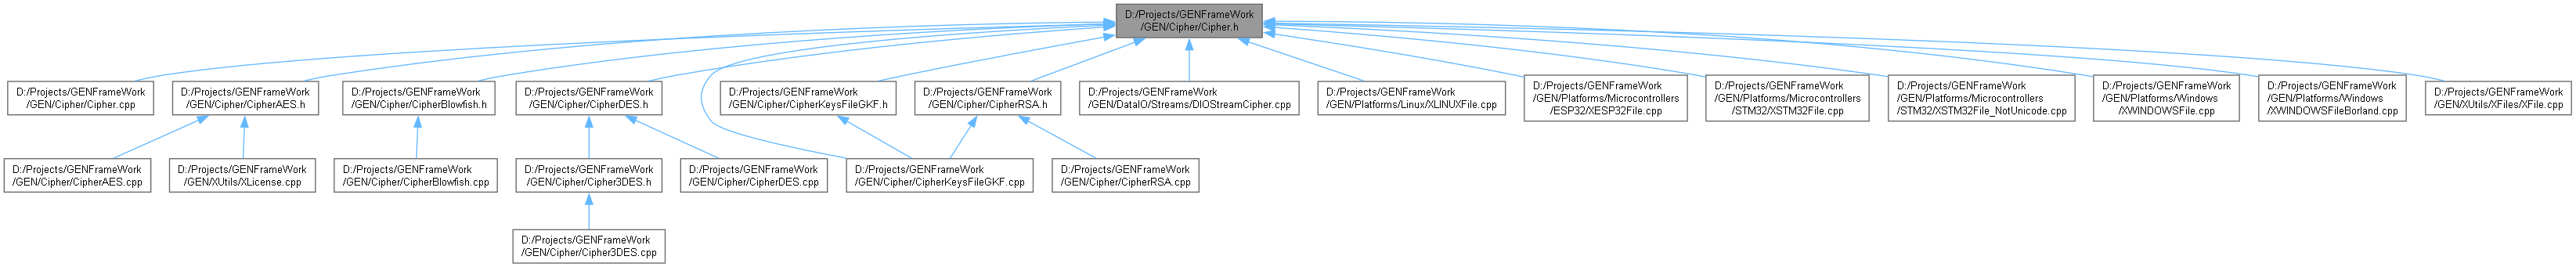 D:/Projects/GENFrameWork
/GEN/Cipher/Cipher.h
D:/Projects/GENFrameWork
/GEN/Cipher/Cipher.cpp
D:/Projects/GENFrameWork
/GEN/Cipher/CipherAES.h
D:/Projects/GENFrameWork
/GEN/Cipher/CipherBlowfish.h
D:/Projects/GENFrameWork
/GEN/Cipher/CipherDES.h
D:/Projects/GENFrameWork
/GEN/Cipher/CipherKeysFileGKF.h
D:/Projects/GENFrameWork
/GEN/Cipher/CipherRSA.h
D:/Projects/GENFrameWork
/GEN/DataIO/Streams/DIOStreamCipher.cpp
D:/Projects/GENFrameWork
/GEN/Platforms/Linux/XLINUXFile.cpp
D:/Projects/GENFrameWork
/GEN/Platforms/Microcontrollers
/ESP32/XESP32File.cpp
D:/Projects/GENFrameWork
/GEN/Platforms/Microcontrollers
/STM32/XSTM32File.cpp
D:/Projects/GENFrameWork
/GEN/Platforms/Microcontrollers
/STM32/XSTM32File_NotUnicode.cpp
D:/Projects/GENFrameWork
/GEN/Platforms/Windows
/XWINDOWSFile.cpp
D:/Projects/GENFrameWork
/GEN/Platforms/Windows
/XWINDOWSFileBorland.cpp
D:/Projects/GENFrameWork
/GEN/XUtils/XFiles/XFile.cpp
D:/Projects/GENFrameWork
/GEN/Cipher/CipherAES.cpp
D:/Projects/GENFrameWork
/GEN/XUtils/XLicense.cpp
D:/Projects/GENFrameWork
/GEN/Cipher/CipherBlowfish.cpp
D:/Projects/GENFrameWork
/GEN/Cipher/Cipher3DES.h
D:/Projects/GENFrameWork
/GEN/Cipher/CipherDES.cpp
D:/Projects/GENFrameWork
/GEN/Cipher/CipherKeysFileGKF.cpp
D:/Projects/GENFrameWork
/GEN/Cipher/CipherRSA.cpp
D:/Projects/GENFrameWork
/GEN/Cipher/Cipher3DES.cpp